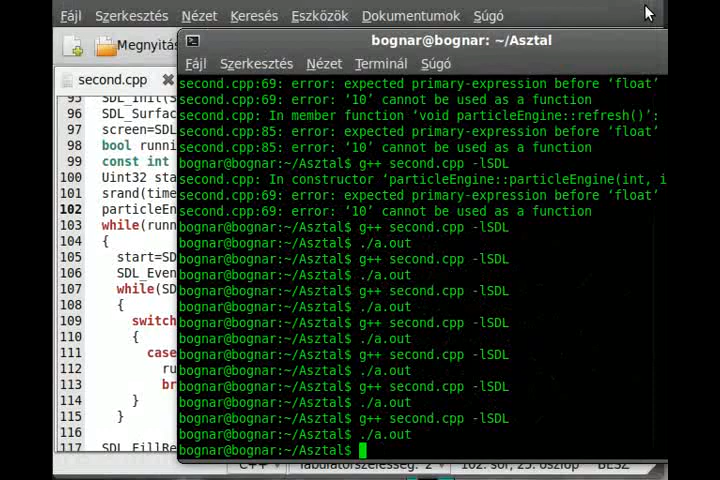 Fájl Szerkesztés Nézet Keresés Eszközök Dokumentumok Súgó
Megnyitás
bognar@bognar: ~/Asztal
Fájl Szerkesztés Nézet Terminál Súgó
second.cpp
second.cpp:69: error: expected primary-expression before ‘float’
second.cpp:69: error: ‘10’ cannot be used as a function
second.cpp: In member function ‘void particleEngine::refresh()’:
second.cpp:85: error: expected primary-expression before ‘float’
second.cpp:85: error: ‘10’ cannot be used as a function
bognar@bognar:~/Asztal$ g++ second.cpp -lSDL
second.cpp: In constructor ‘particleEngine::particleEngine(int, i
second.cpp:69: error: expected primary-expression before ‘float’
second.cpp:69: error: ‘10’ cannot be used as a function
bognar@bognar:~/Asztal$ g++ second.cpp -lSDL
bognar@bognar:~/Asztal$ ./a.out
bognar@bognar:~/Asztal$ ./a.out
bognar@bognar:~/Asztal$ g++ second.cpp -lSDL
bognar@bognar:~/Asztal$ ./a.out
bognar@bognar:~/Asztal$ g++ second.cpp -lSDL
bognar@bognar:~/Asztal$ ./a.out
bognar@bognar:~/Asztal$ g++ second.cpp -lSDL
bognar@bognar:~/Asztal$ ./a.out
bognar@bognar:~/Asztal$ g++ second.cpp -lSDL
bognar@bognar:~/Asztal$ ./a.out
bognar@bognar:~/Asztal$ g++ second.cpp -lSDL
bognar@bognar:~/Asztal$ ./a.out
bognar@bognar:~/Asztal$
95 SDL_Init(S
96 SDL_Surfac
97 screen=SD
98 bool runni
99 const int
100 Uint32 sta
101 srand(time
102 particleEn
103 while(runn
104 {
105 start=SD
106 SDL_Even
107 while(SD
108 {
109 switch
110 {
111 case
112 ru
113 br
114 }
115 }
116
117 SDL_FillRe
C++ Tabulátorszélesség: 2 102. sor, 25. oszlop BESZ